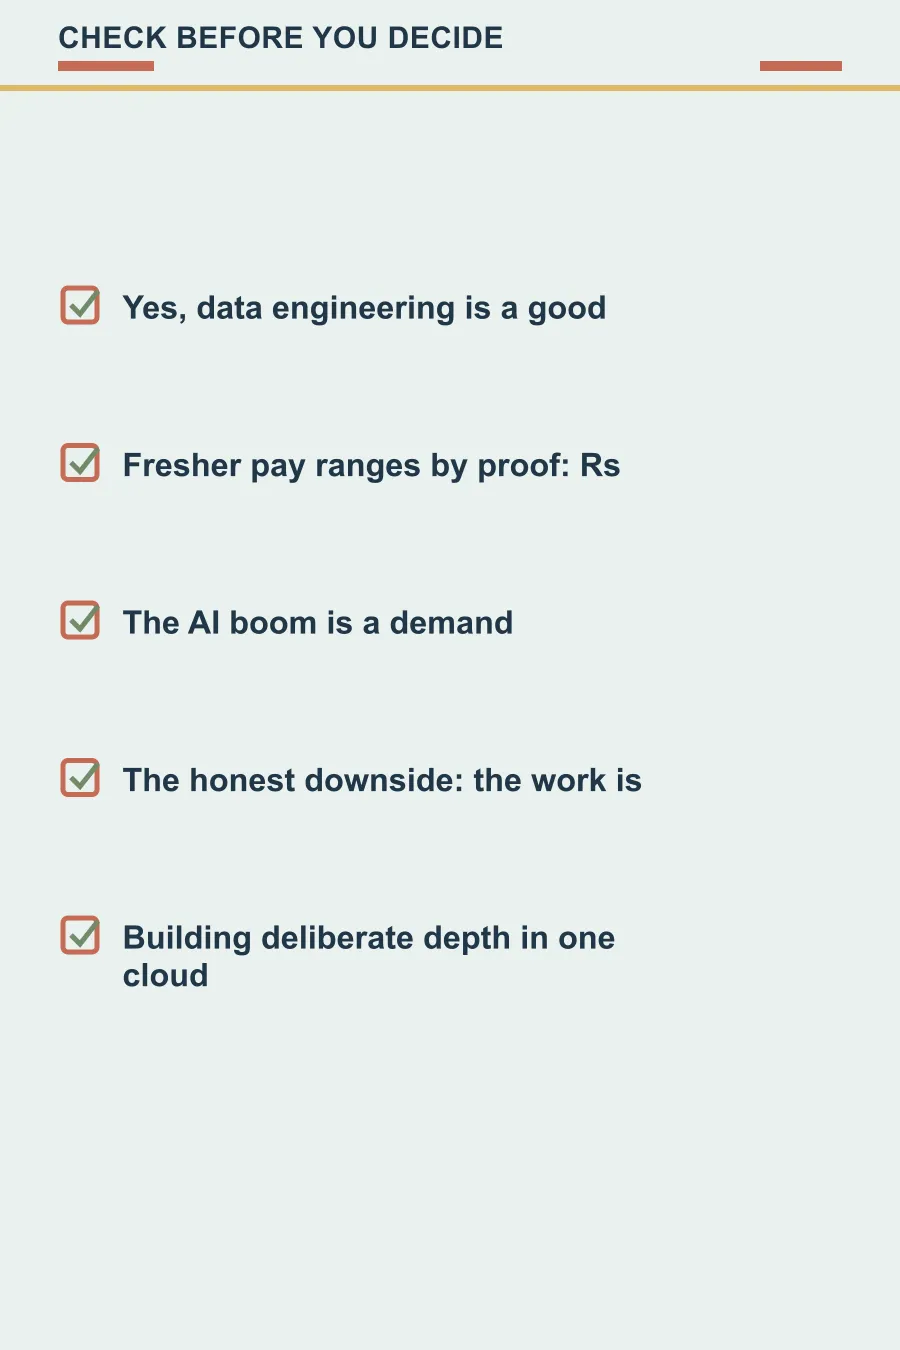 CHECK BEFORE YOU DECIDE
Yes, data engineering is a good
Fresher pay ranges by proof: Rs
The AI boom is a demand
The honest downside: the work is
Building deliberate depth in one
cloud